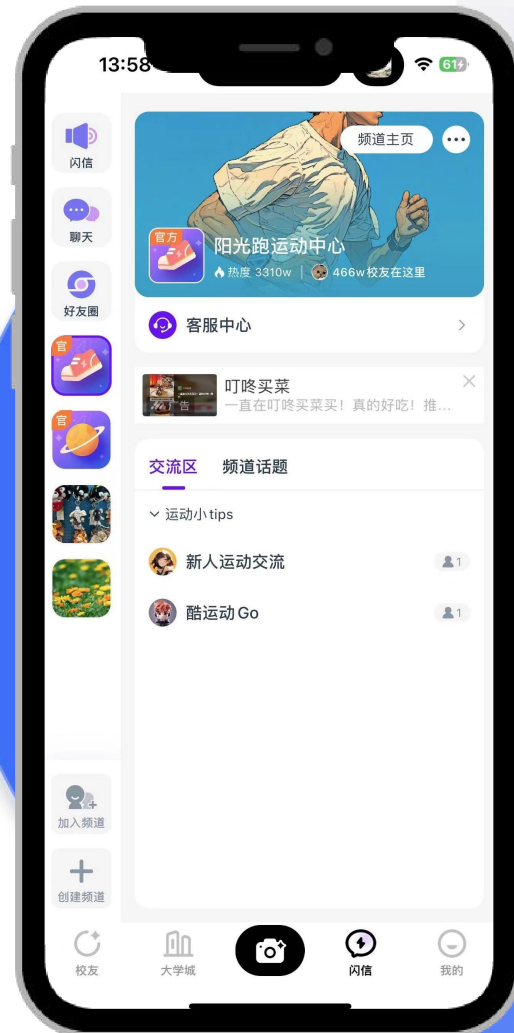 13:58
61
闪信
聊天
好友圈
官
官
加入频道
创建频道
频道主页
官方
阳光跑运动中心
热度 3310w
466w校友在这里
客服中心
叮咚买菜
广告
一直在叮咚买菜买！真的好吃！推...
交流区
频道话题
运动小tips
新人运动交流
1
酷运动Go
1
校友
大学城
闪信
我的